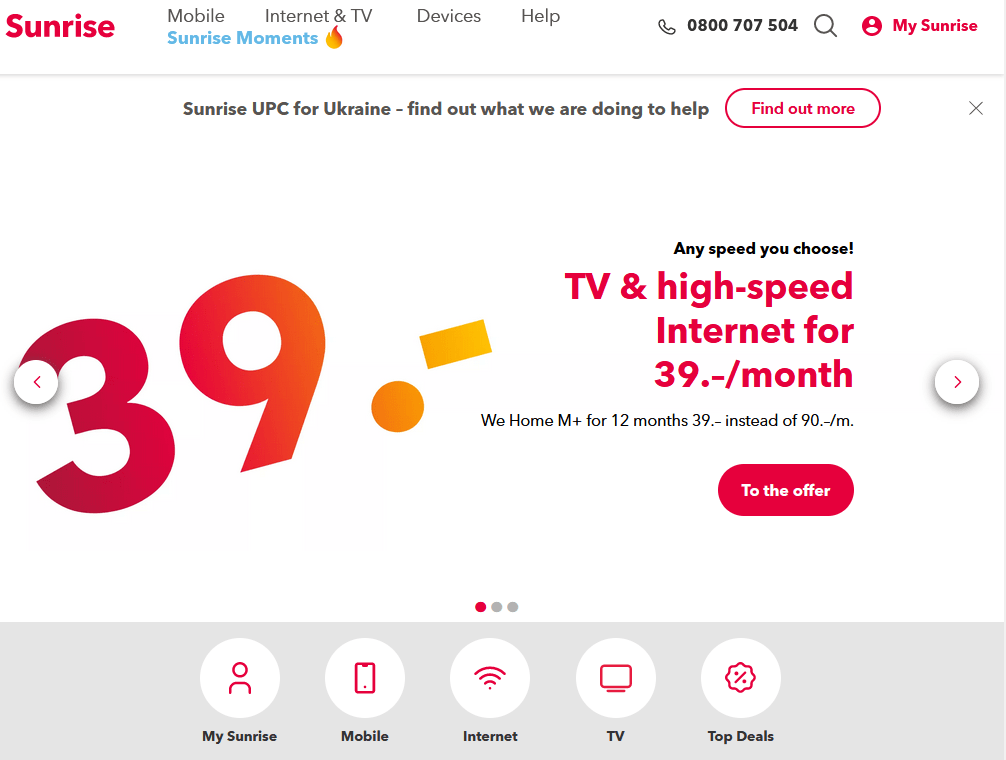 Sunrise
Mobile Internet & TV Devices Help
Sunrise Moments 🔥
0800 707 504
My Sunrise
Sunrise UPC for Ukraine – find out what we are doing to help
Find out more
39.–
Any speed you choose!
TV & high-speed
Internet for
39.–/month
We Home M+ for 12 months 39.– instead of 90.–/m.
To the offer
My Sunrise
Mobile
Internet
TV
Top Deals